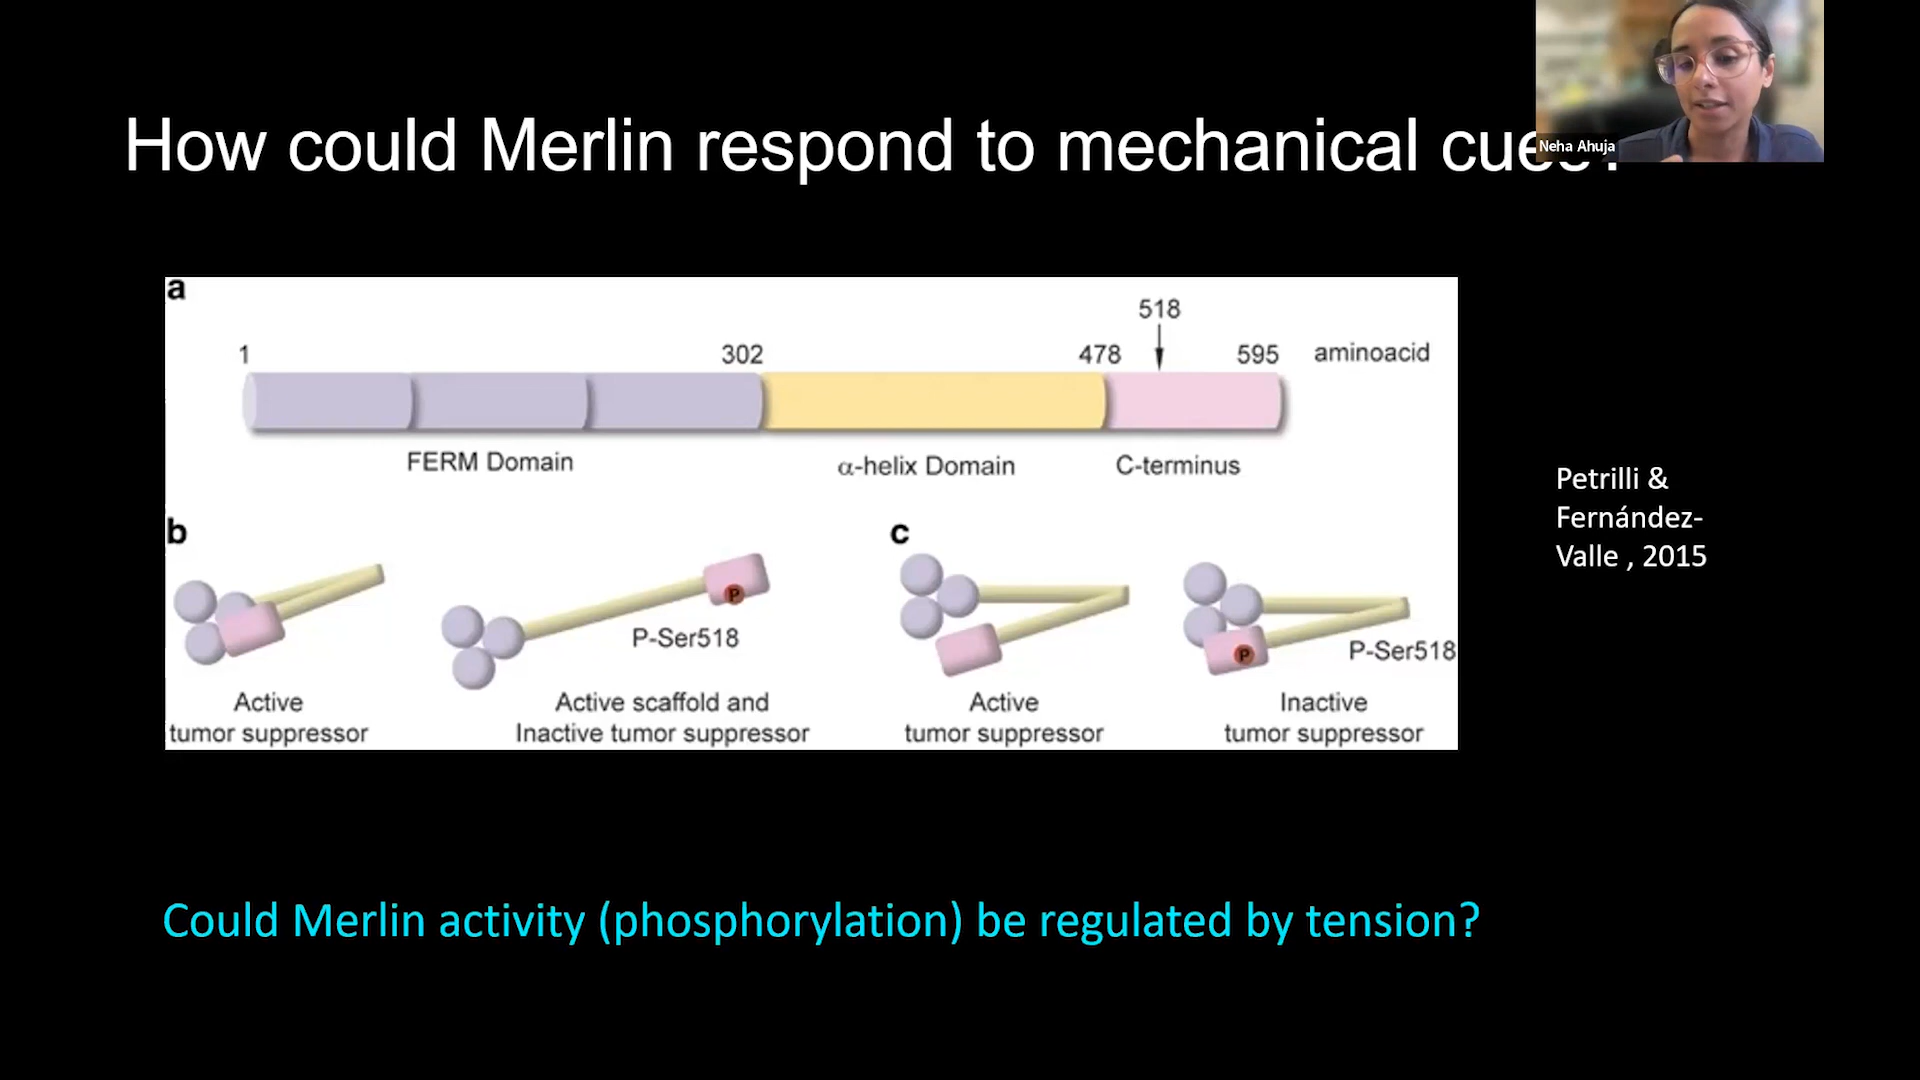 How could Merlin respond to mechanical cues?
Neha Ahuja
a
518
1 302 478 595 aminoacid
FERM Domain α-helix Domain C-terminus
b c
P
P-Ser518
P
P-Ser518
Active
tumor suppressor
Active scaffold and
Inactive tumor suppressor
Active
tumor suppressor
Inactive
tumor suppressor
Petrilli &
Fernández-
Valle , 2015
Could Merlin activity (phosphorylation) be regulated by tension?